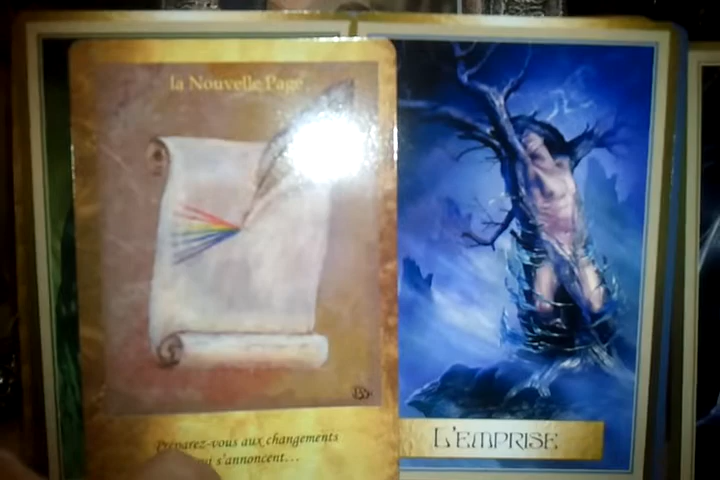 la Nouvelle Page
Préparez-vous aux changements
qui s'annoncent...
L'EMPRISE